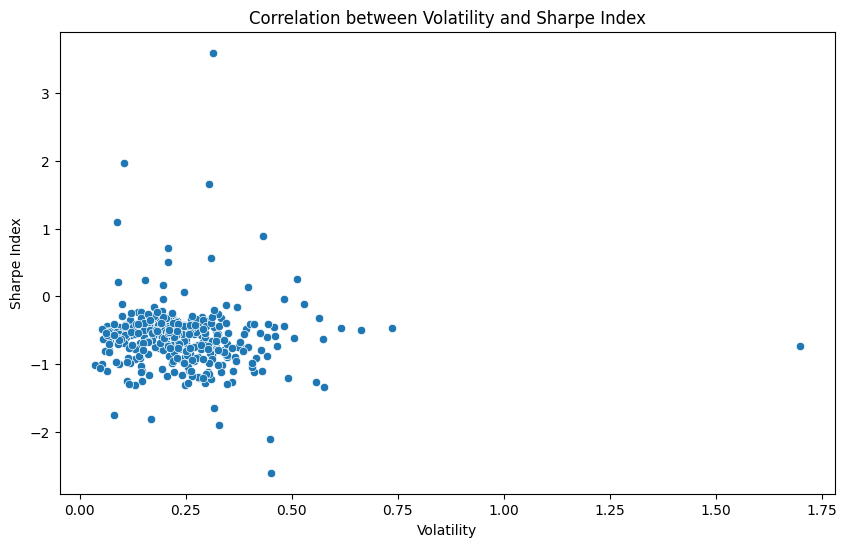 Correlation between Volatility and Sharpe Index
3
2
1
0
−1
−2
Sharpe Index
0.00 0.25 0.50 0.75 1.00 1.25 1.50 1.75
Volatility